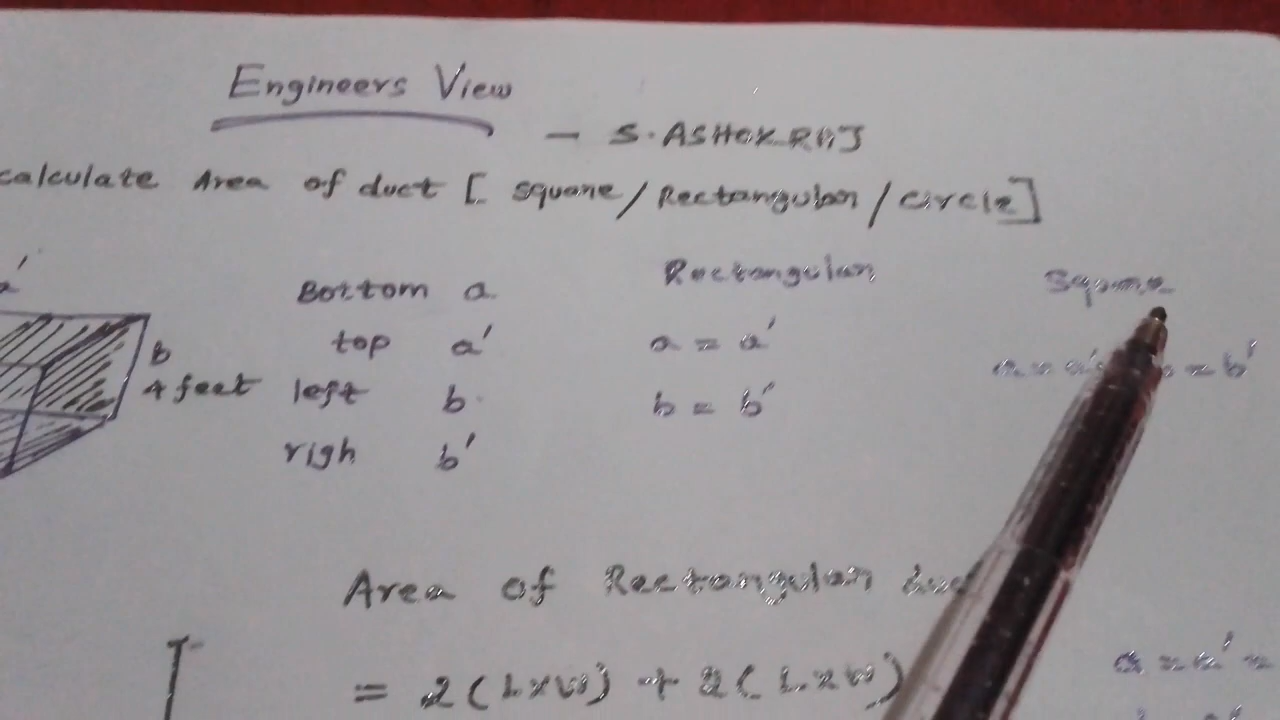 Engineers View
- S. ASHOK RAJ
calculate Area of duct [ square / Rectangular / circle ]
a'
Bottom a Rectangular Square
top a' a = a'
b
4 feet left b b = b' = b'
righ b'
Area of Rectangular
= 2 ( L x W ) + 2 ( L x W )
a = a' =